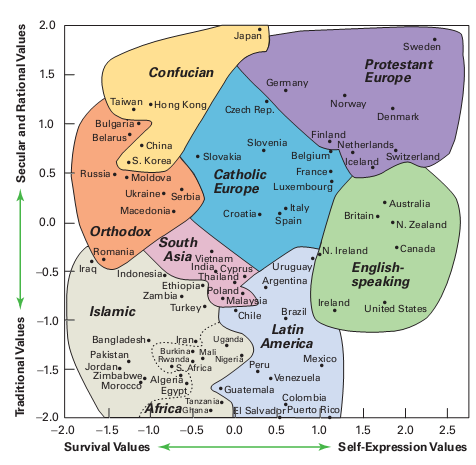 Secular and Rational Values
Traditional Values
2.0
1.5
1.0
0.5
0.0
−0.5
−1.0
−1.5
−2.0
Japan
Sweden
Confucian
Protestant
Europe
Germany
Taiwan
Hong Kong
Czech Rep.
Norway
Denmark
Bulgaria
Belarus
China
S. Korea
Slovenia
Slovakia
Finland
Netherlands
Belgium
Iceland
Switzerland
Russia
Moldova
Catholic
Europe
France
Luxembourg
Ukraine
Serbia
Macedonia
Croatia
Italy
Spain
Australia
Britain
N. Zealand
Orthodox
South
Asia
Romania
Iraq
Vietnam
India
Cyprus
Thailand
Indonesia
Uruguay
N. Ireland
Canada
English-
speaking
Argentina
Ethiopia
Zambia
Poland
Malaysia
Turkey
Chile
Brazil
Ireland
United States
Islamic
Latin
America
Bangladesh
Iran
Uganda
Pakistan
Burkina
Mali
Jordan
Rwanda
Nigeria
S. Africa
Zimbabwe
Morocco
Algeria
Egypt
Peru
Mexico
Venezuela
Guatemala
Africa
Tanzania
Ghana
Colombia
El Salvador
Puerto Rico
−2.0
−1.5
−1.0
−0.5
0.0
0.5
1.0
1.5
2.0
2.5
Survival Values
Self-Expression Values